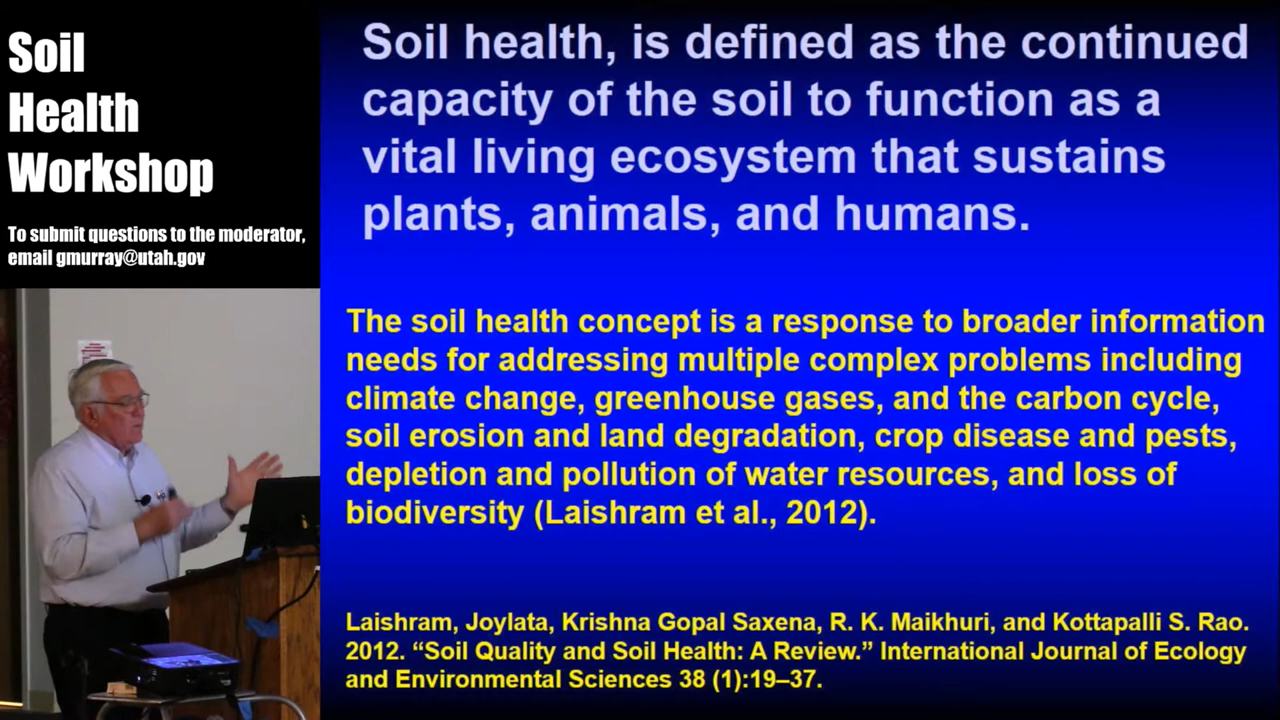 Soil
Health
Workshop
To submit questions to the moderator,
email gmurray@utah.gov
Soil health, is defined as the continued
capacity of the soil to function as a
vital living ecosystem that sustains
plants, animals, and humans.
The soil health concept is a response to broader information
needs for addressing multiple complex problems including
climate change, greenhouse gases, and the carbon cycle,
soil erosion and land degradation, crop disease and pests,
depletion and pollution of water resources, and loss of
biodiversity (Laishram et al., 2012).
Laishram, Joylata, Krishna Gopal Saxena, R. K. Maikhuri, and Kottapalli S. Rao.
2012. “Soil Quality and Soil Health: A Review.” International Journal of Ecology
and Environmental Sciences 38 (1):19–37.